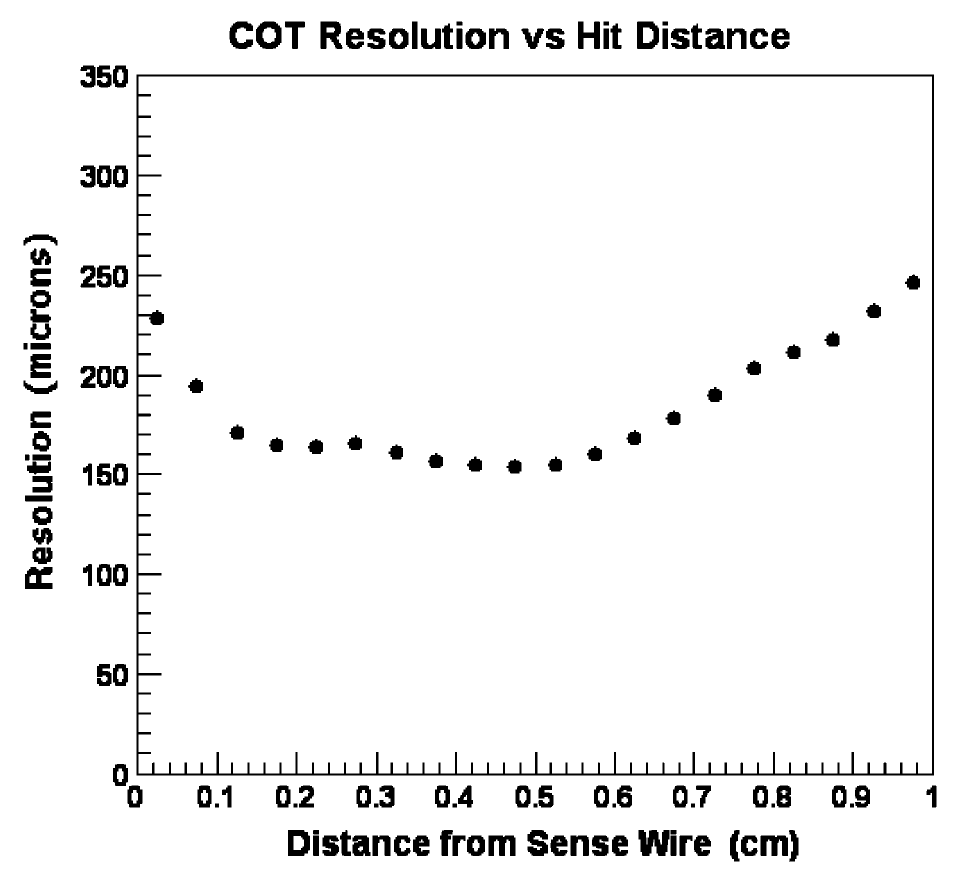 COT Resolution vs Hit Distance
350
300
250
200
150
100
50
0
Resolution (microns)
0 0.1 0.2 0.3 0.4 0.5 0.6 0.7 0.8 0.9 1
Distance from Sense Wire (cm)